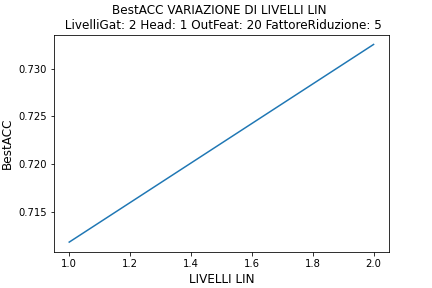 BestACC VARIAZIONE DI LIVELLI LIN
LivelliGat: 2 Head: 1 OutFeat: 20 FattoreRiduzione: 5
0.730
0.725
0.720
0.715
BestACC
1.0 1.2 1.4 1.6 1.8 2.0
LIVELLI LIN